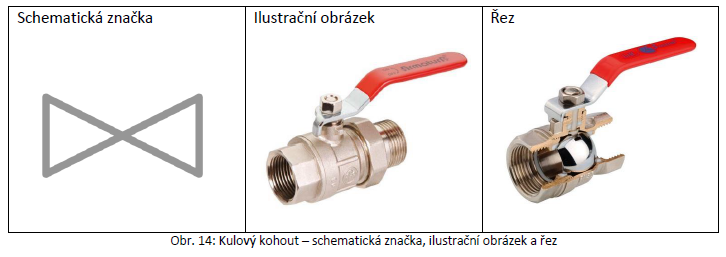 Schematická značka
Ilustrační obrázek
Řez
Obr. 14: Kulový kohout – schematická značka, ilustrační obrázek a řez